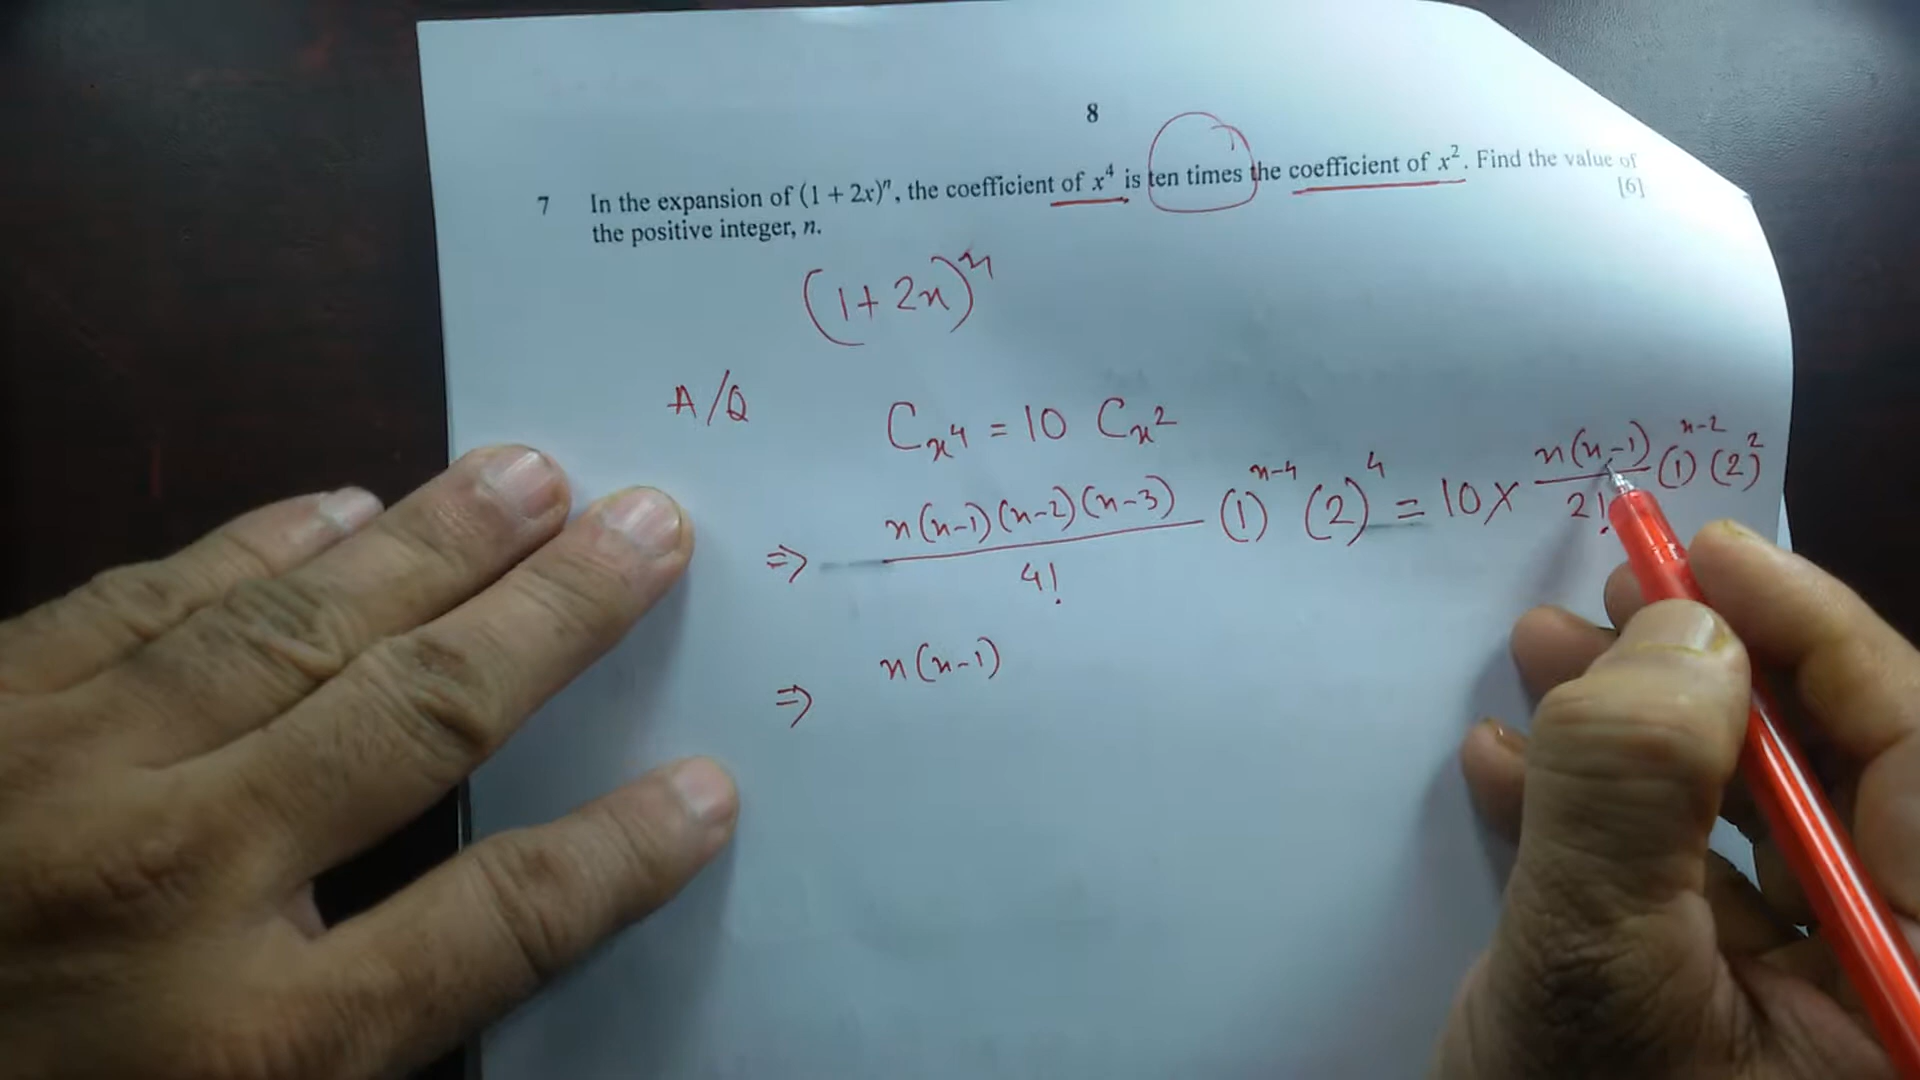 8
7 In the expansion of (1 + 2x)ⁿ, the coefficient of x⁴ is ten times the coefficient of x². Find the value of
the positive integer, n. [6]
(1+2x)ⁿ
A/Q C_x⁴ = 10 C_x²
⇒ n(n-1)(n-2)(n-3)/4! (1)ⁿ⁻⁴ (2)⁴ = 10 × n(n-1)/2! (1)ⁿ⁻² (2)²
⇒ n(n-1)